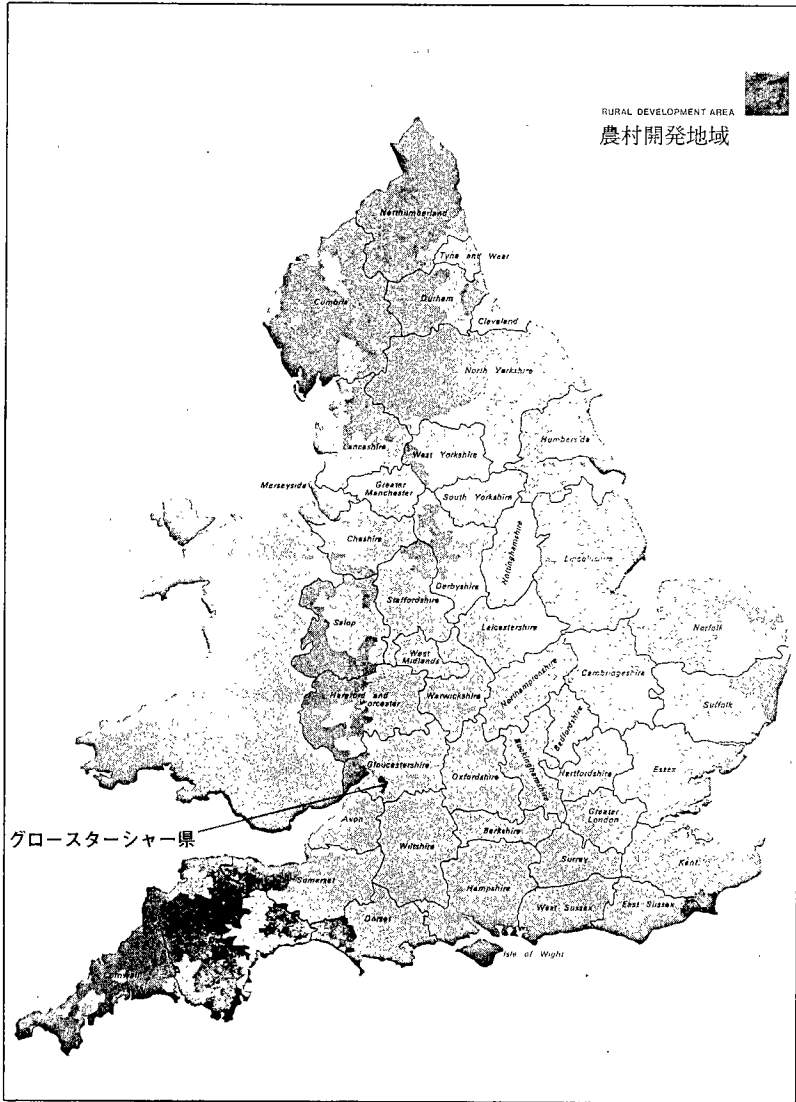 RURAL DEVELOPMENT AREA
農村開発地域
Northumberland
Tyne and Wear
Cumbria
Durham
Cleveland
North Yorkshire
Lancashire
West Yorkshire
Humberside
Merseyside
Greater
Manchester
South Yorkshire
Cheshire
Derbyshire
Nottinghamshire
Lincolnshire
Staffordshire
Salop
Leicestershire
Norfolk
West
Midlands
Cambridgeshire
Northamptonshire
Hereford and
Worcester
Warwickshire
Suffolk
Bedfordshire
Gloucestershire
Oxfordshire
Buckinghamshire
Hertfordshire
Essex
Greater
London
グロースターシャー県
Avon
Berkshire
Wiltshire
Surrey
Kent
Somerset
Hampshire
West Sussex
East Sussex
Dorset
Isle of Wight